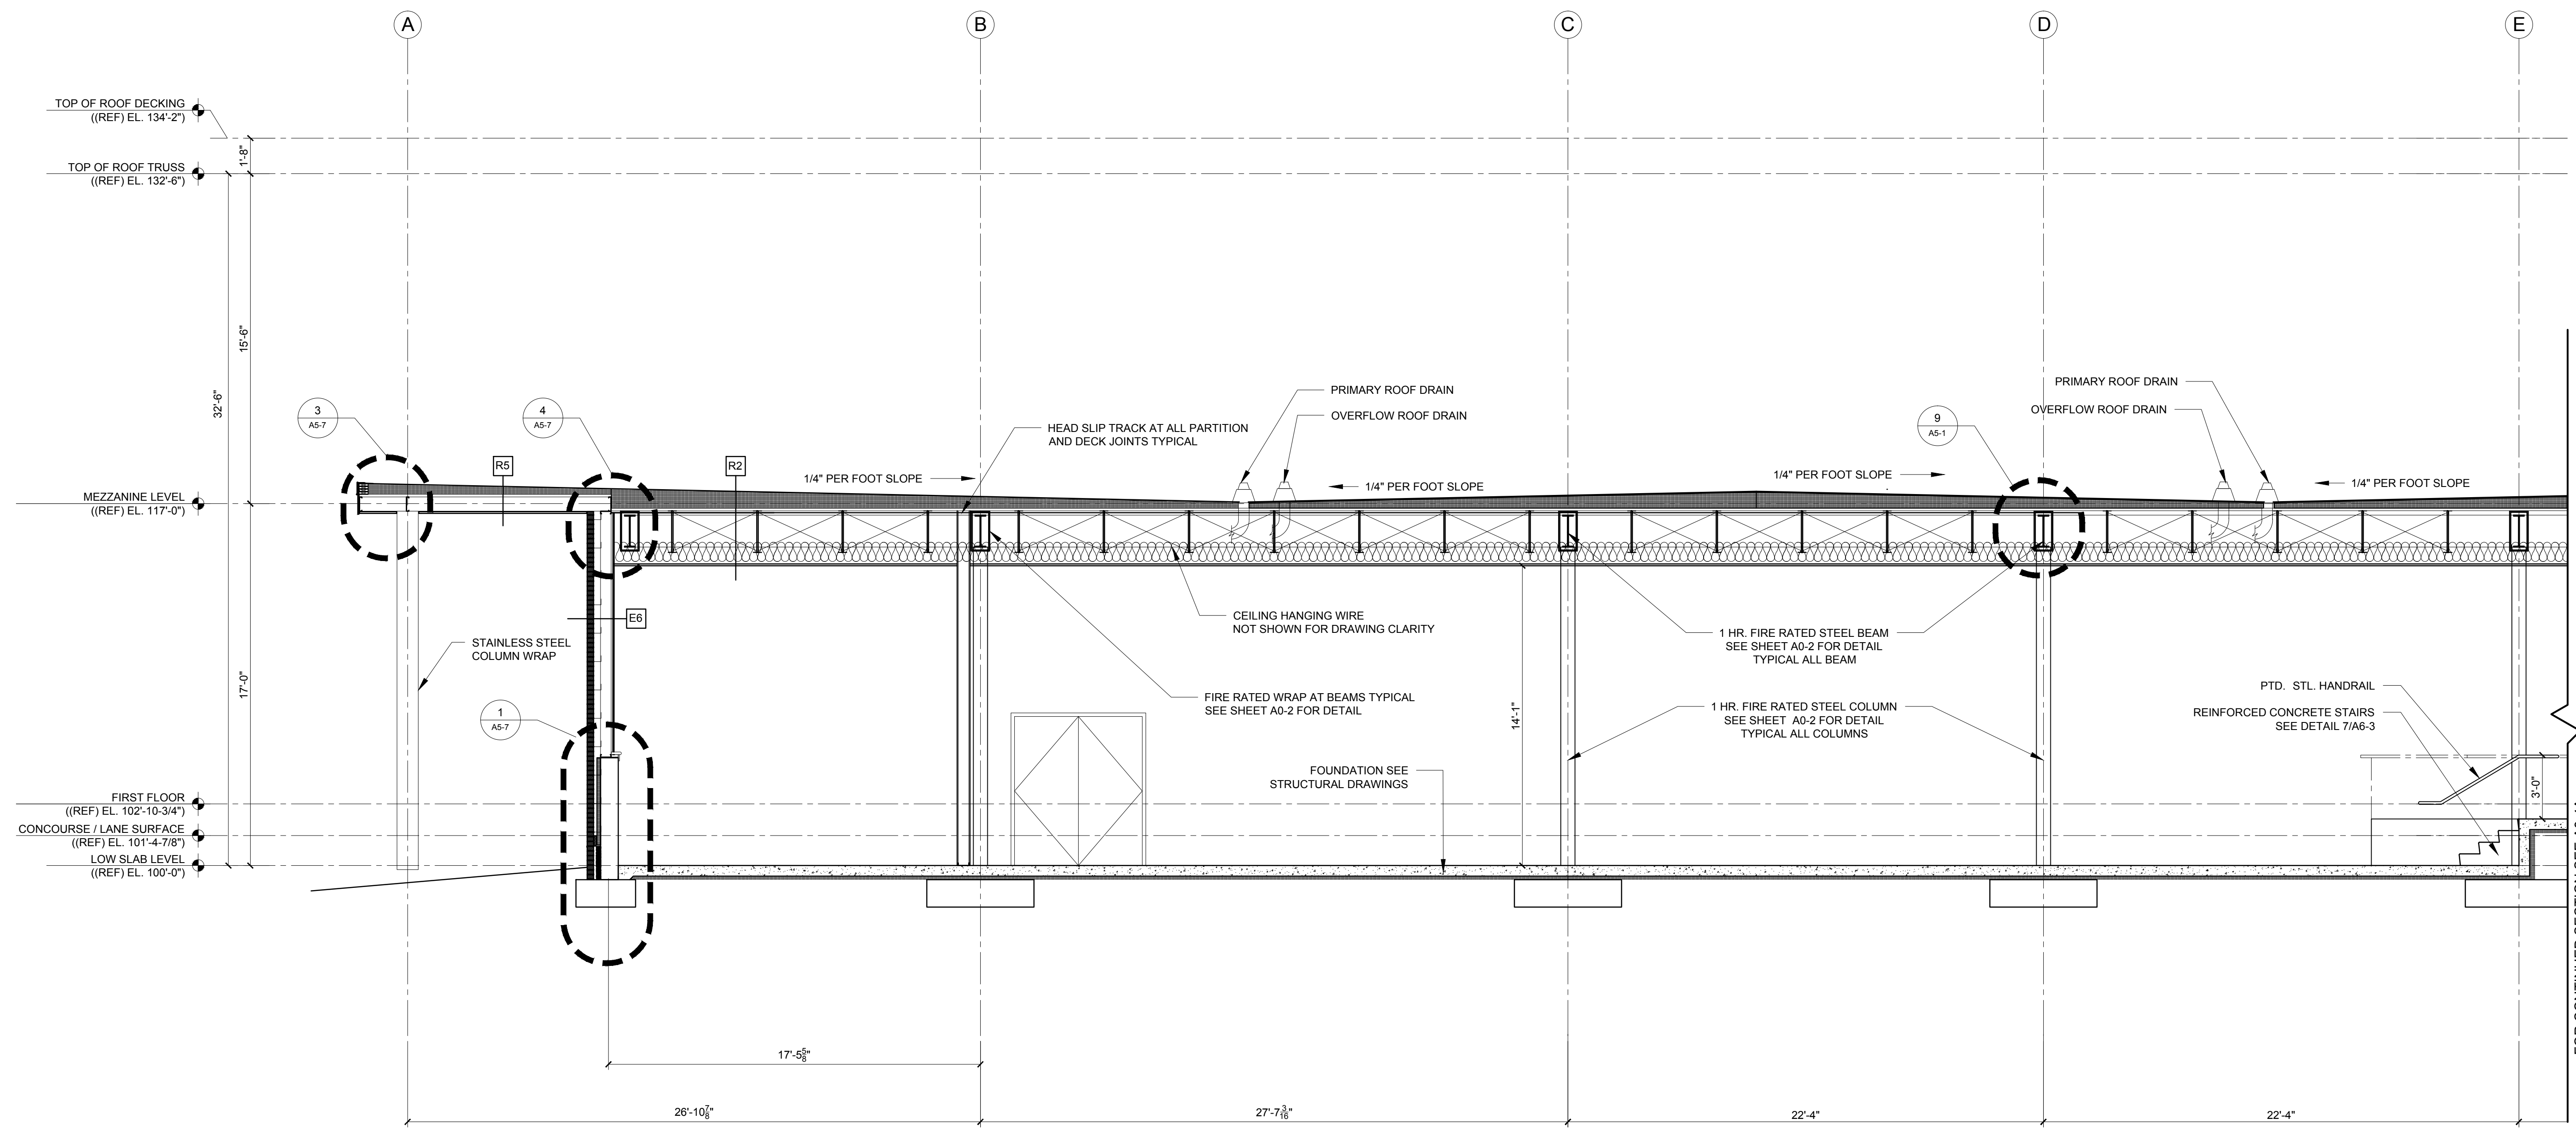 A
B
C
D
E
TOP OF ROOF DECKING
((REF) EL. 134'-2")
1'-8"
TOP OF ROOF TRUSS
((REF) EL. 132'-6")
15'-6"
32'-6"
PRIMARY ROOF DRAIN
OVERFLOW ROOF DRAIN
PRIMARY ROOF DRAIN
OVERFLOW ROOF DRAIN
3
A5-7
4
A5-7
9
A5-1
HEAD SLIP TRACK AT ALL PARTITION
AND DECK JOINTS TYPICAL
R5
R2
1/4" PER FOOT SLOPE
1/4" PER FOOT SLOPE
1/4" PER FOOT SLOPE
1/4" PER FOOT SLOPE
MEZZANINE LEVEL
((REF) EL. 117'-0")
E6
CEILING HANGING WIRE
NOT SHOWN FOR DRAWING CLARITY
STAINLESS STEEL
COLUMN WRAP
1 HR. FIRE RATED STEEL BEAM
SEE SHEET A0-2 FOR DETAIL
TYPICAL ALL BEAM
17'-0"
FIRE RATED WRAP AT BEAMS TYPICAL
SEE SHEET A0-2 FOR DETAIL
14'-1"
1 HR. FIRE RATED STEEL COLUMN
SEE SHEET A0-2 FOR DETAIL
TYPICAL ALL COLUMNS
PTD. STL. HANDRAIL
REINFORCED CONCRETE STAIRS
SEE DETAIL 7/A6-3
1
A5-7
FOUNDATION SEE
STRUCTURAL DRAWINGS
3'-0"
FIRST FLOOR
((REF) EL. 102'-10-3/4")
CONCOURSE / LANE SURFACE
((REF) EL. 101'-4-7/8")
LOW SLAB LEVEL
((REF) EL. 100'-0")
17'-5 5/8"
26'-10 7/8"
27'-7 3/16"
22'-4"
22'-4"